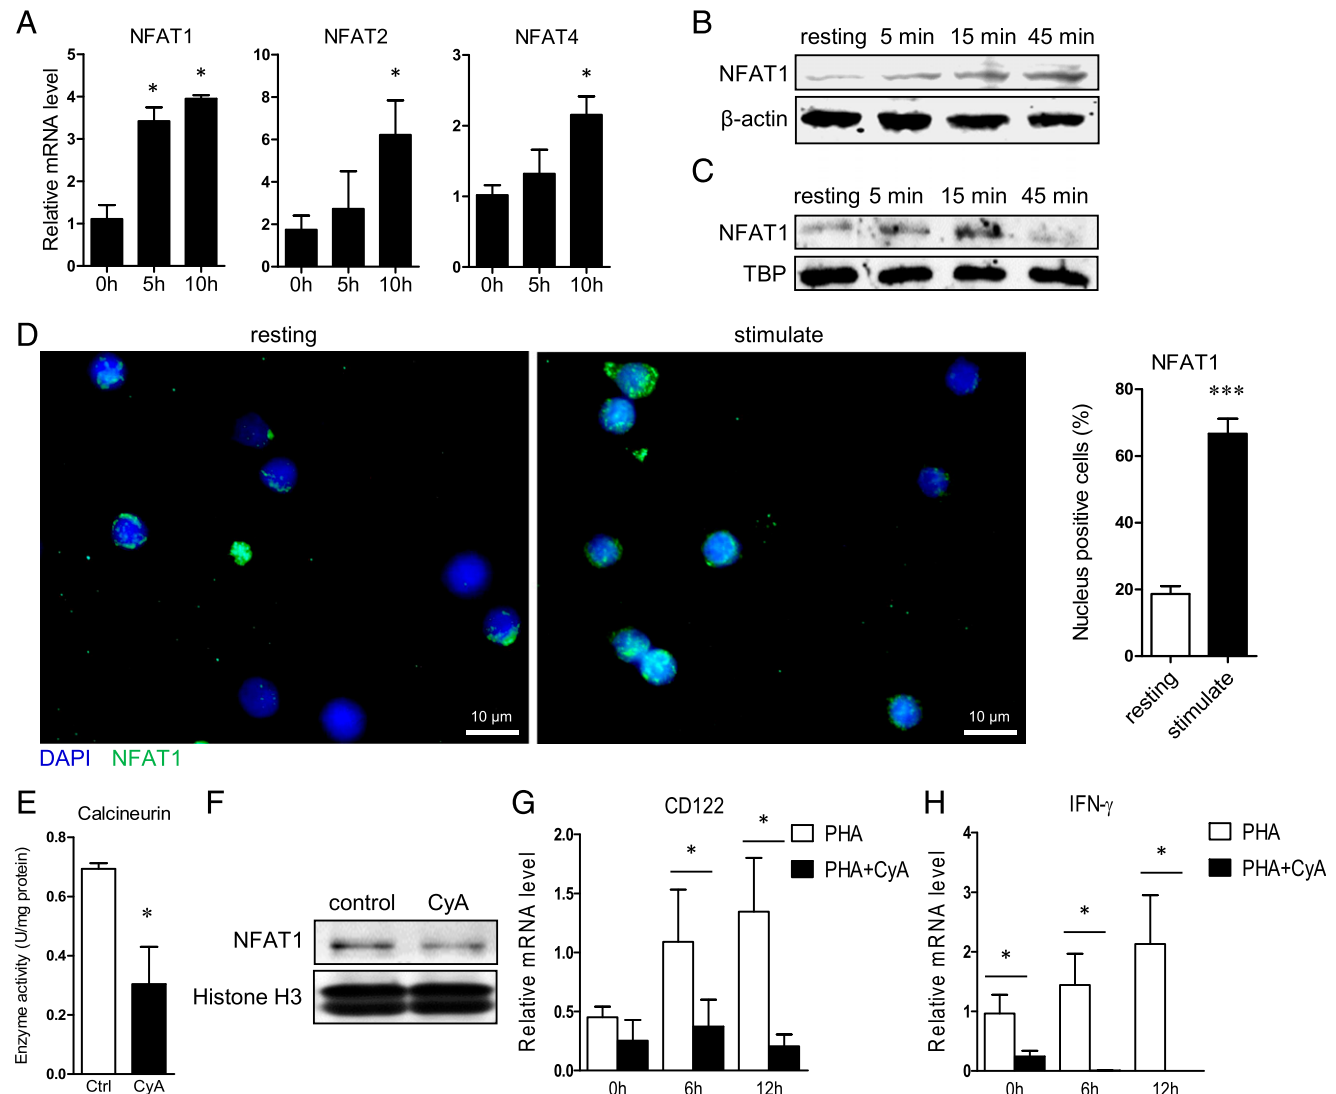 A
NFAT1
NFAT2
NFAT4
Relative mRNA level
5
4
3
2
1
0
10
8
6
4
2
0
3
2
1
0
*
*
*
*
0h 5h 10h
0h 5h 10h
0h 5h 10h
B
resting 5 min 15 min 45 min
NFAT1
β-actin
C
resting 5 min 15 min 45 min
NFAT1
TBP
D
resting
stimulate
10 µm
10 µm
DAPI NFAT1
NFAT1
Nucleus positive cells (%)
80
60
40
20
0
***
resting
stimulate
E
Calcineurin
Enzyme activity (U/mg protein)
0.8
0.6
0.4
0.2
0.0
*
Ctrl CyA
F
control CyA
NFAT1
Histone H3
G
CD122
Relative mRNA level
2.0
1.5
1.0
0.5
0.0
*
*
PHA
PHA+CyA
0h 6h 12h
H
IFN-γ
Relative mRNA level
4
3
2
1
0
*
*
*
PHA
PHA+CyA
0h 6h 12h